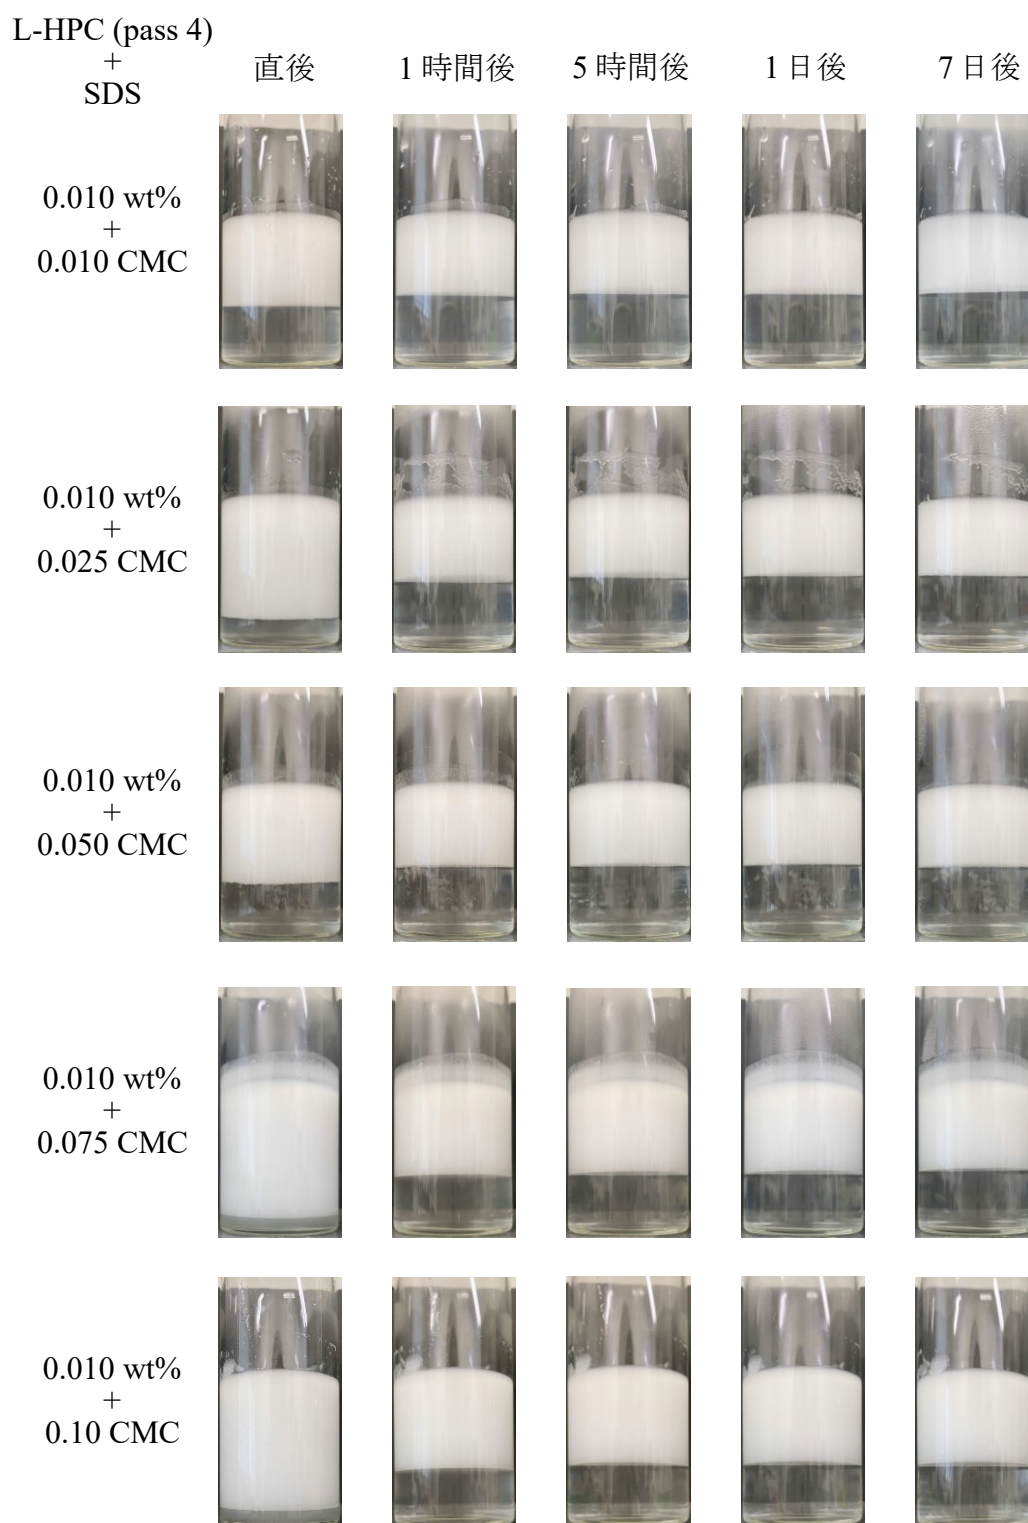 L-HPC (pass 4)
+
SDS
直後
1 時間後
5 時間後
1 日後
7 日後
0.010 wt%
+
0.010 CMC
0.010 wt%
+
0.025 CMC
0.010 wt%
+
0.050 CMC
0.010 wt%
+
0.075 CMC
0.010 wt%
+
0.10 CMC